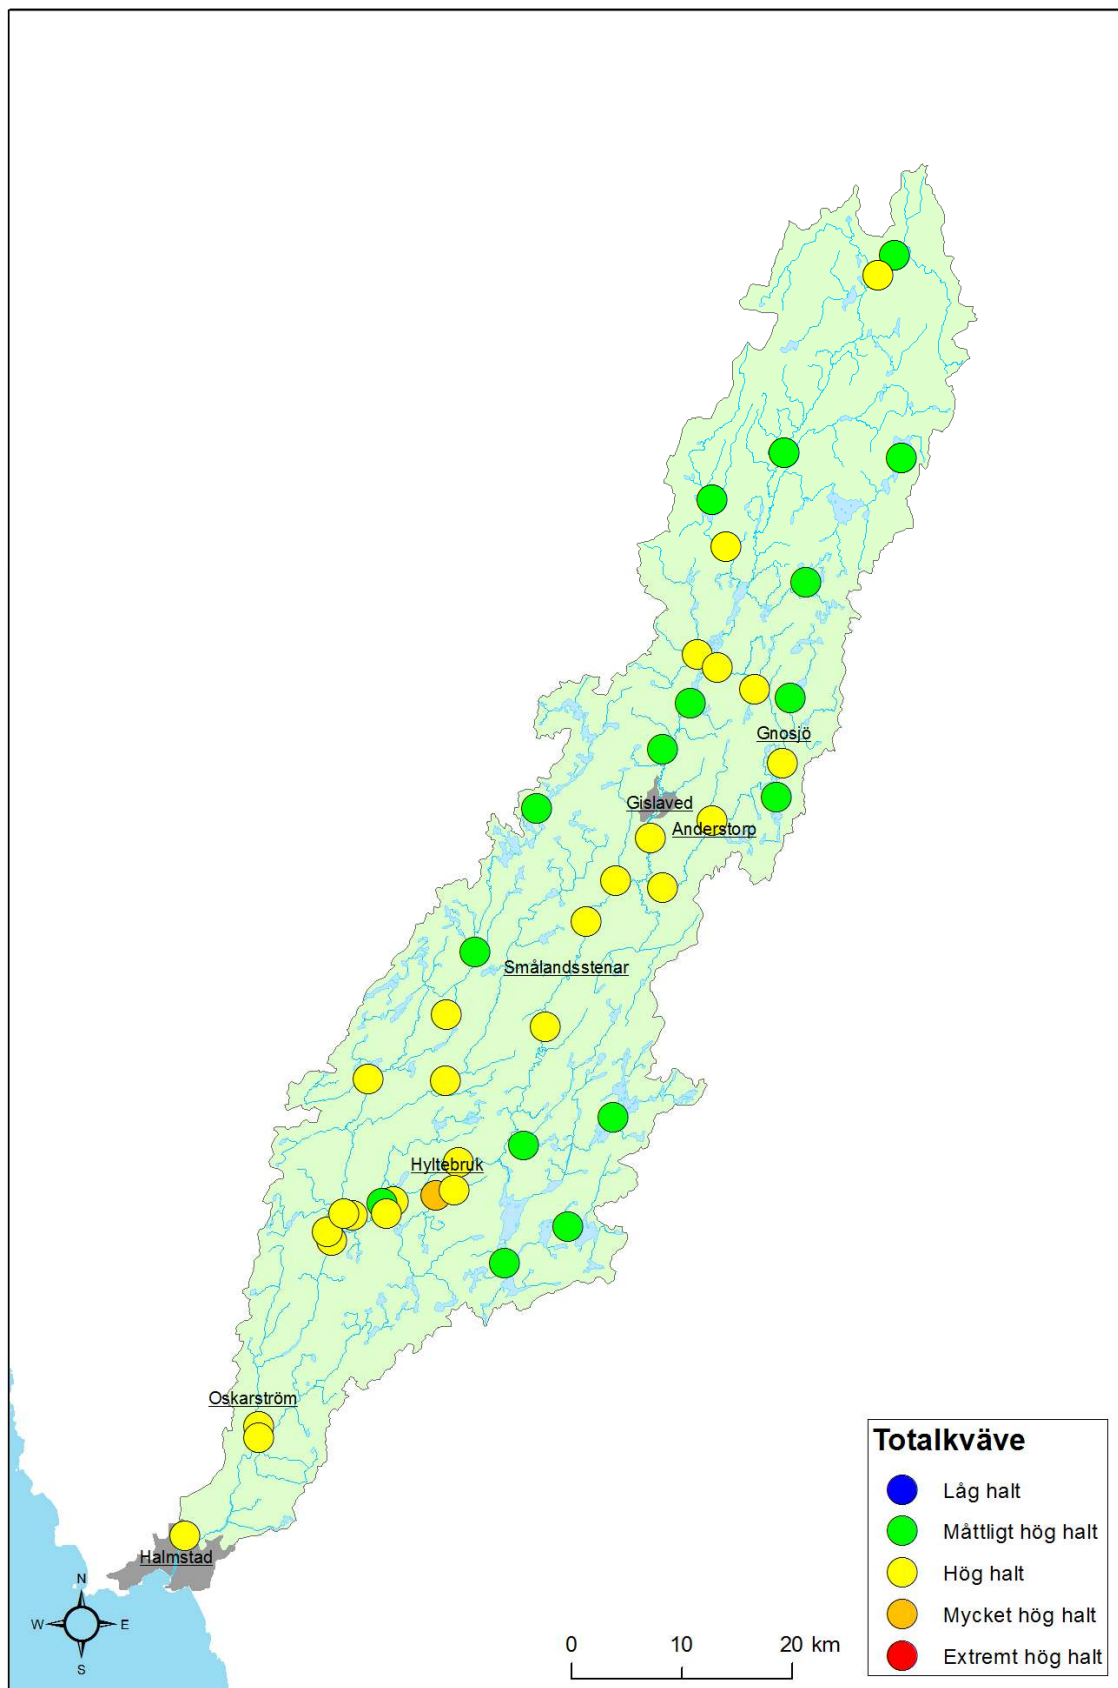 Gnosjö
Gislaved
Anderstorp
Smålandsstenar
Hyltebruk
Oskarström
Halmstad
N
W
E
S
0 10 20 km
Totalkväve
Låg halt
Måttligt hög halt
Hög halt
Mycket hög halt
Extremt hög halt